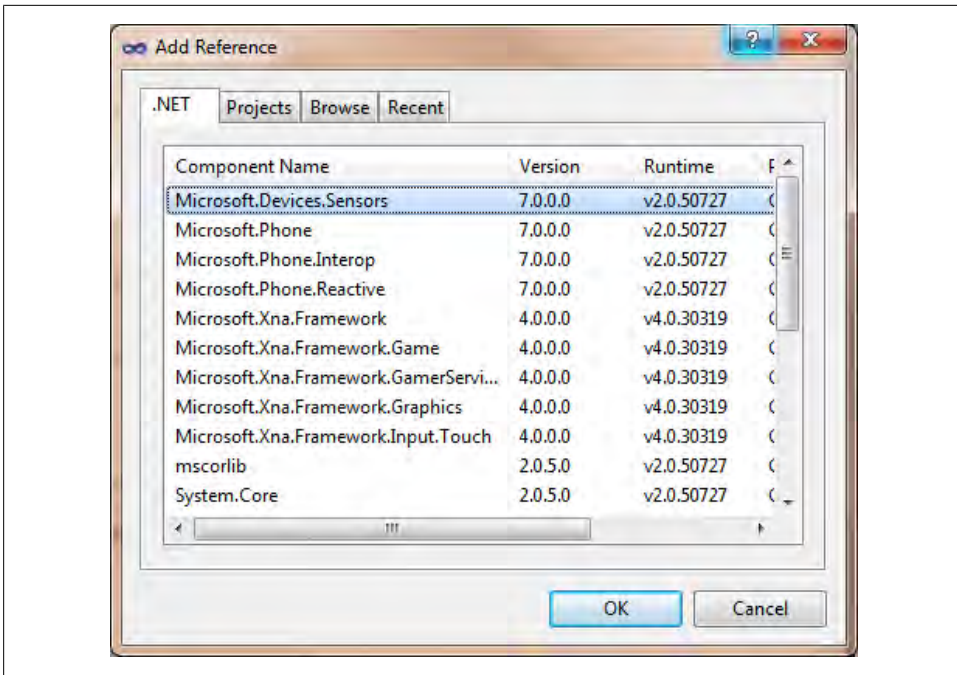 Add Reference
.NET Projects Browse Recent
Component Name Version Runtime
Microsoft.Devices.Sensors 7.0.0.0 v2.0.50727
Microsoft.Phone 7.0.0.0 v2.0.50727
Microsoft.Phone.Interop 7.0.0.0 v2.0.50727
Microsoft.Phone.Reactive 7.0.0.0 v2.0.50727
Microsoft.Xna.Framework 4.0.0.0 v4.0.30319
Microsoft.Xna.Framework.Game 4.0.0.0 v4.0.30319
Microsoft.Xna.Framework.GamerServi... 4.0.0.0 v4.0.30319
Microsoft.Xna.Framework.Graphics 4.0.0.0 v4.0.30319
Microsoft.Xna.Framework.Input.Touch 4.0.0.0 v4.0.30319
mscorlib 2.0.5.0 v2.0.50727
System.Core 2.0.5.0 v2.0.50727
OK Cancel